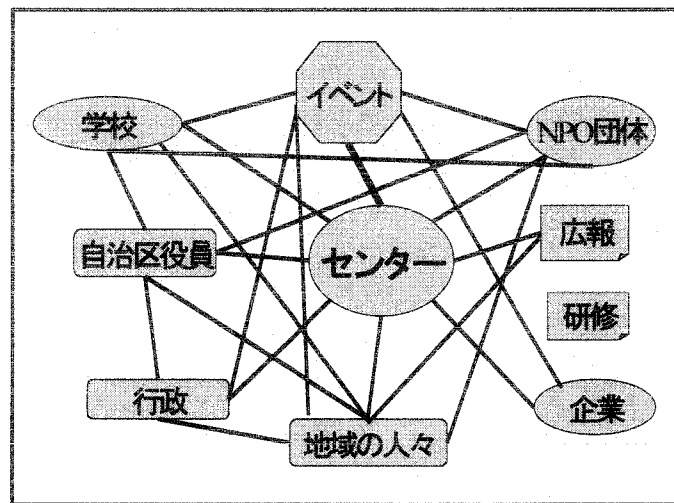 イベント
学校
NPO団体
自治区役員
センター
広報
研修
行政
地域の人々
企業